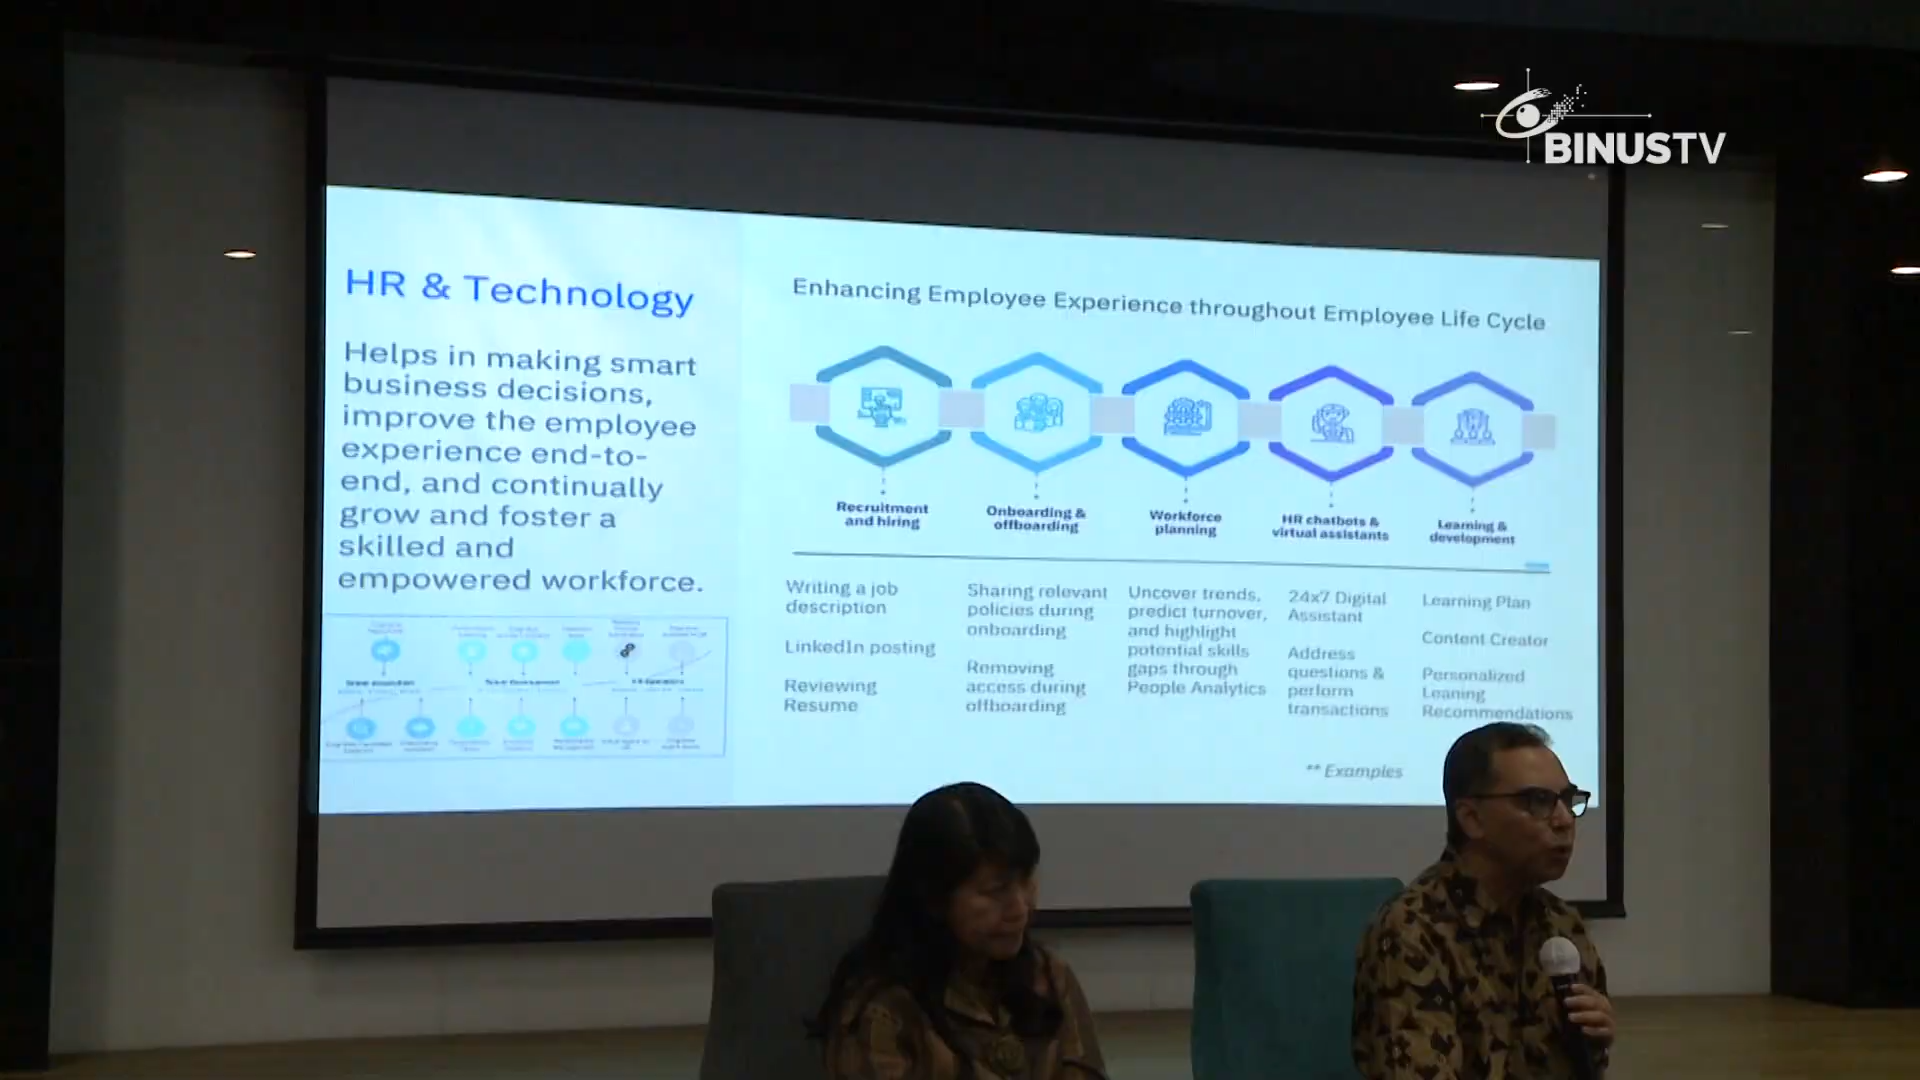 BINUSTV
HR & Technology
Helps in making smart
business decisions,
improve the employee
experience end-to-
end, and continually
grow and foster a
skilled and
empowered workforce.
Enhancing Employee Experience throughout Employee Life Cycle
Recruitment
and hiring
Onboarding &
offboarding
Workforce
planning
HR chatbots &
virtual assistants
Learning &
development
Writing a job
description
LinkedIn posting
Reviewing
Resume
Sharing relevant
policies during
onboarding
Removing
access during
offboarding
Uncover trends,
predict turnover,
and highlight
potential skills
gaps through
People Analytics
24x7 Digital
Assistant
Address
questions &
perform
transactions
Learning Plan
Content Creator
Personalized
Leaning
Recommendations
** Examples